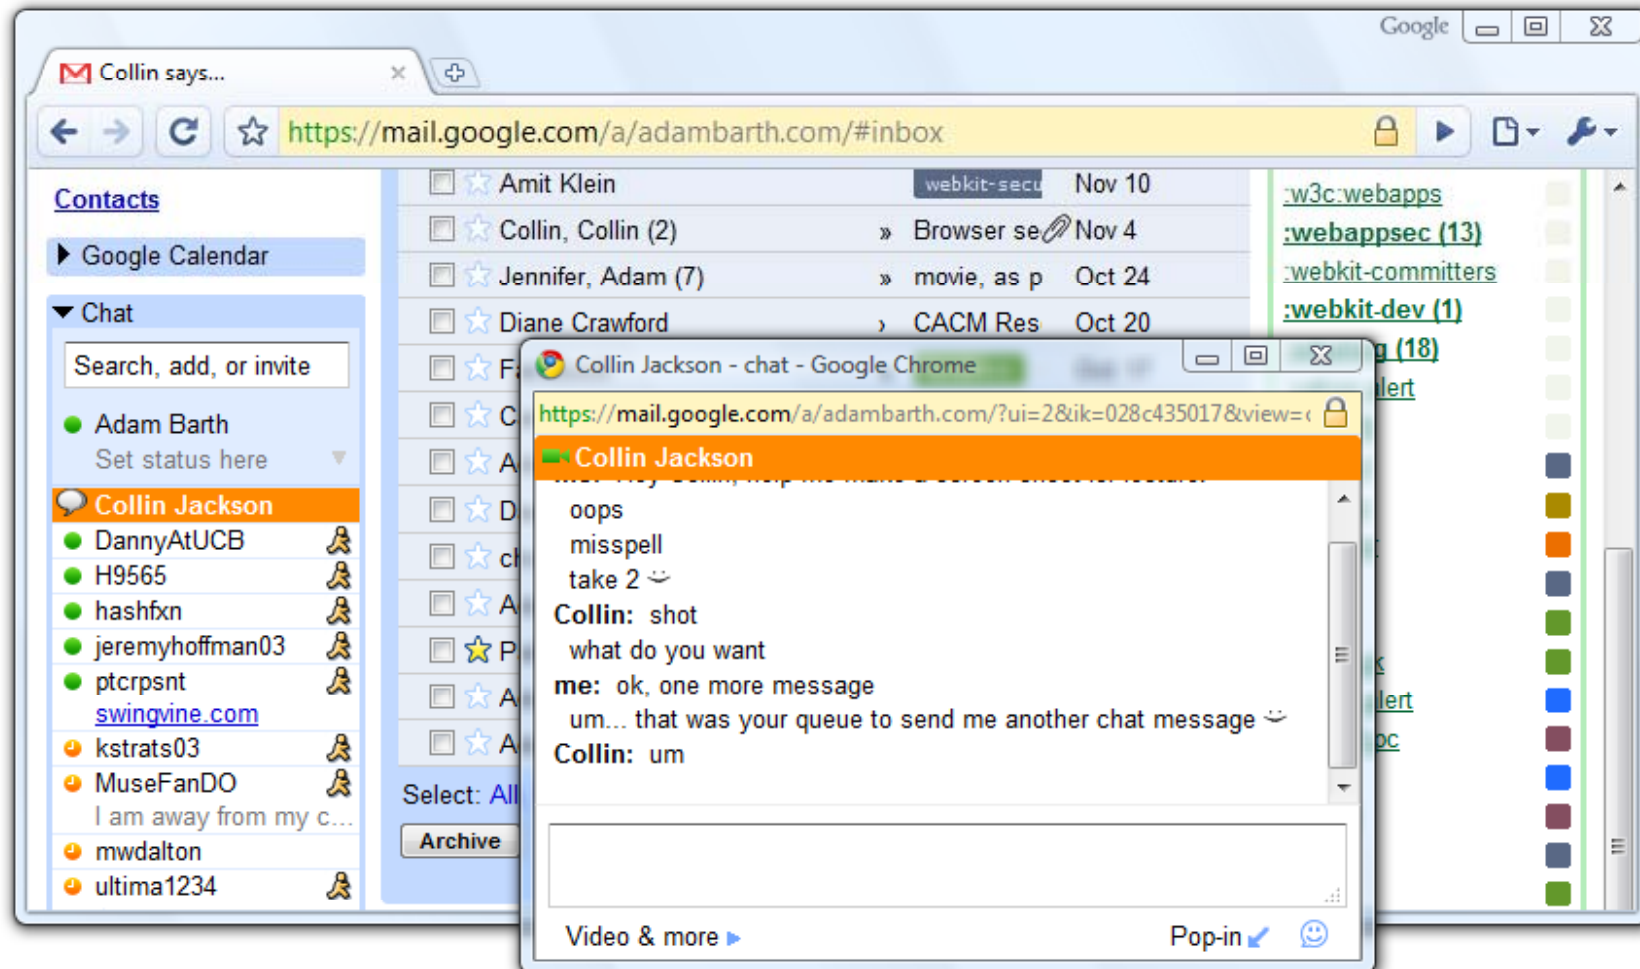 Google
Collin says...
https://mail.google.com/a/adambarth.com/#inbox
Contacts
Google Calendar
Chat
Search, add, or invite
Adam Barth
Set status here
Collin Jackson
DannyAtUCB
H9565
hashfxn
jeremyhoffman03
ptcrpsnt
swingvine.com
kstrats03
MuseFanDO
I am away from my c...
mwdalton
ultima1234
Amit Klein webkit-secu Nov 10
Collin, Collin (2) » Browser se Nov 4
Jennifer, Adam (7) » movie, as p Oct 24
Diane Crawford › CACM Res Oct 20
Select: All
Archive
:w3c:webapps
:webappsec (13)
:webkit-committers
:webkit-dev (1)
g (18)
lert
lert
oc
Collin Jackson - chat - Google Chrome
https://mail.google.com/a/adambarth.com/?ui=2&ik=028c435017&view=c
Collin Jackson
oops
misspell
take 2
Collin: shot
what do you want
me: ok, one more message
um... that was your queue to send me another chat message
Collin: um
Video & more
Pop-in